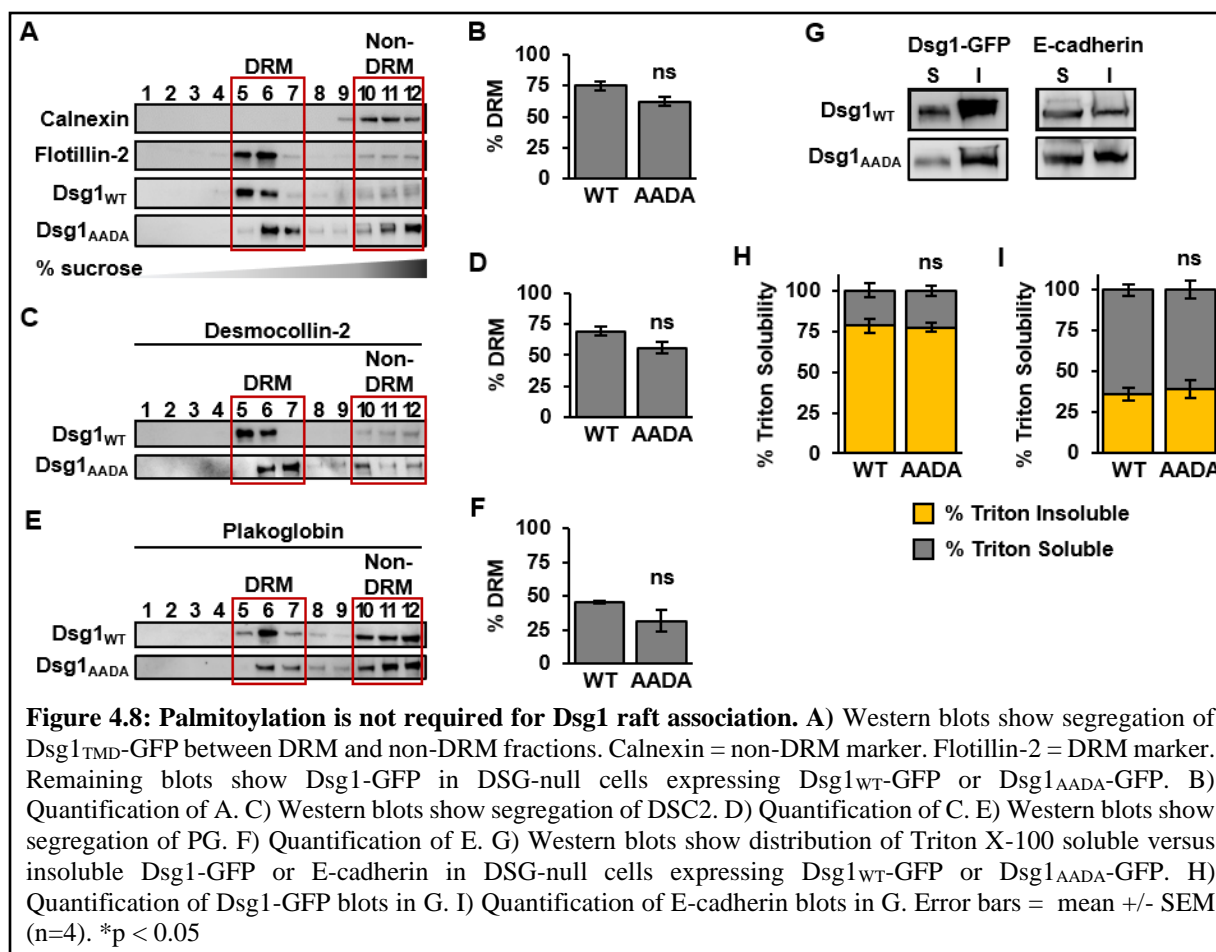 A
DRM
Non-
DRM
1 2 3 4 5 6 7 8 9 10 11 12
Calnexin
Flotillin-2
Dsg1WT
Dsg1AADA
% sucrose
B
% DRM
100
75
50
25
0
ns
WT AADA
C
Desmocollin-2
DRM
Non-
DRM
1 2 3 4 5 6 7 8 9 10 11 12
Dsg1WT
Dsg1AADA
D
% DRM
100
75
50
25
0
ns
WT AADA
E
Plakoglobin
DRM
Non-
DRM
1 2 3 4 5 6 7 8 9 10 11 12
Dsg1WT
Dsg1AADA
F
% DRM
100
50
25
0
75
ns
WT AADA
G
Dsg1-GFP E-cadherin
S I S I
Dsg1WT
Dsg1AADA
H
% Triton Solubility
100
75
50
25
0
ns
WT AADA
I
% Triton Solubility
100
75
50
25
0
ns
WT AADA
% Triton Insoluble
% Triton Soluble
Figure 4.8: Palmitoylation is not required for Dsg1 raft association. A) Western blots show segregation of
Dsg1TMD-GFP between DRM and non-DRM fractions. Calnexin = non-DRM marker. Flotillin-2 = DRM marker.
Remaining blots show Dsg1-GFP in DSG-null cells expressing Dsg1WT-GFP or Dsg1AADA-GFP. B)
Quantification of A. C) Western blots show segregation of DSC2. D) Quantification of C. E) Western blots show
segregation of PG. F) Quantification of E. G) Western blots show distribution of Triton X-100 soluble versus
insoluble Dsg1-GFP or E-cadherin in DSG-null cells expressing Dsg1WT-GFP or Dsg1AADA-GFP. H)
Quantification of Dsg1-GFP blots in G. I) Quantification of E-cadherin blots in G. Error bars = mean +/- SEM
(n=4). *p < 0.05